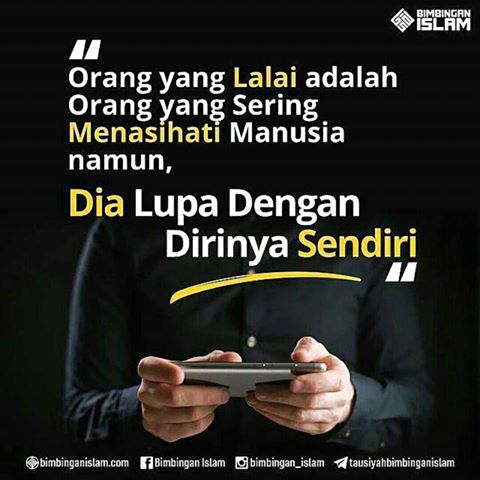 BIMBINGAN
ISLAM
"
Orang yang Lalai adalah
Orang yang Sering
Menasihati Manusia
namun,
Dia Lupa Dengan
Dirinya Sendiri
"
bimbinganislam.com Bimbingan Islam bimbingan_islam tausiyahbimbinganislam